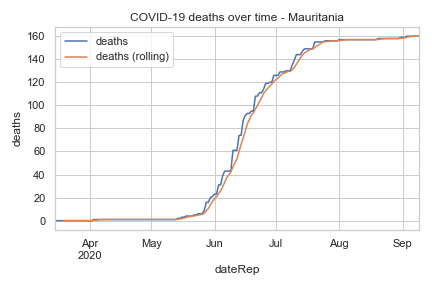 COVID-19 deaths over time - Mauritania
deaths
deaths (rolling)
deaths
160
140
120
100
80
60
40
20
0
Apr
2020
May
Jun
Jul
Aug
Sep
dateRep